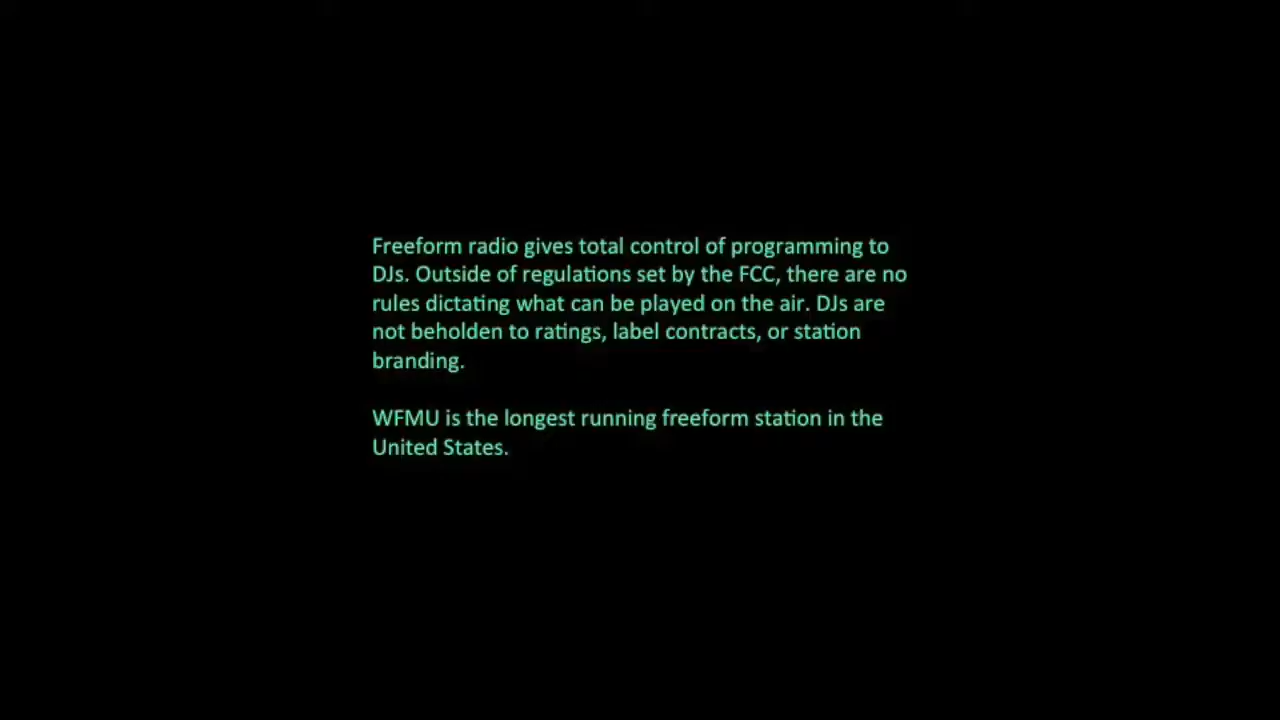 Freeform radio gives total control of programming to
DJs. Outside of regulations set by the FCC, there are no
rules dictating what can be played on the air. DJs are
not beholden to ratings, label contracts, or station
branding.
WFMU is the longest running freeform station in the
United States.